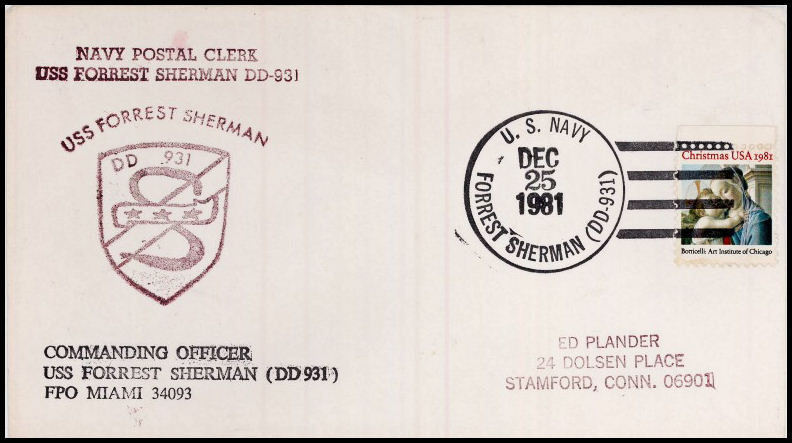 NAVY POSTAL CLERK
USS FORREST SHERMAN DD-931
USS FORREST SHERMAN
DD 931
COMMANDING OFFICER
USS FORREST SHERMAN (DD931)
FPO MIAMI 34093
U. S. NAVY
DEC
25
1981
FORREST SHERMAN (DD-931)
Christmas USA 1981
Botticelli: Art Institute of Chicago
ED PLANDER
24 DOLSEN PLACE
STAMFORD, CONN. 06901